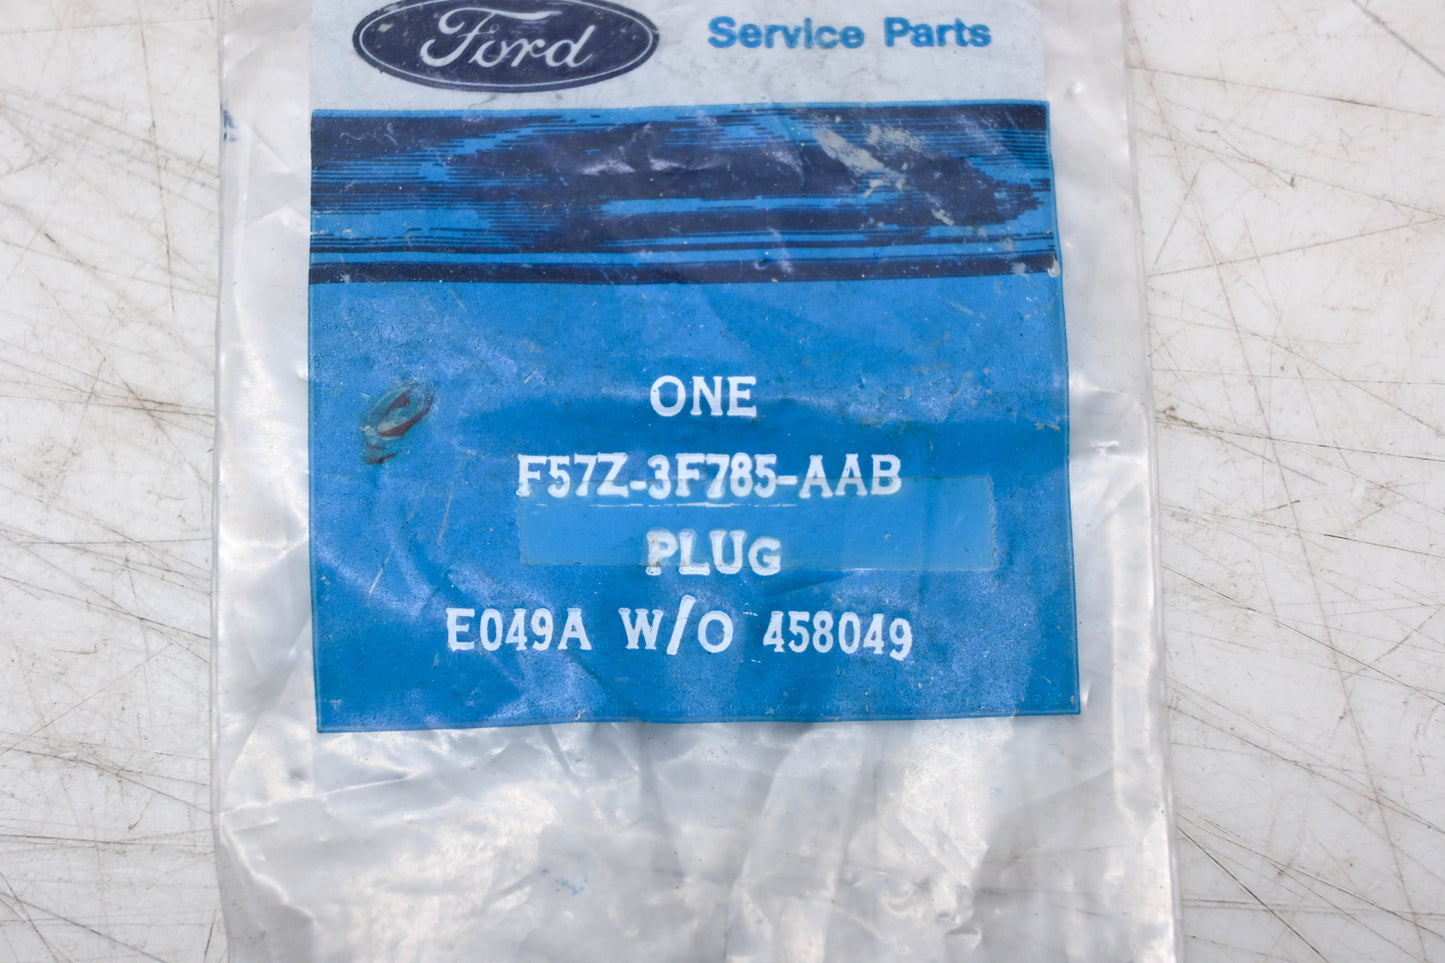 Ford Service Parts
ONE
F57Z-3F785-AAB
PLUG
E049A W/O 458049